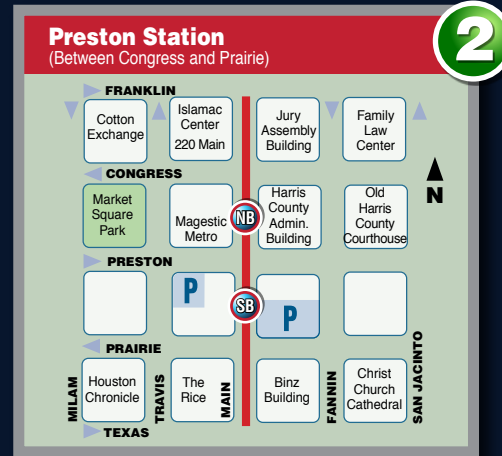 Preston Station
(Between Congress and Prairie)
2
FRANKLIN
Cotton
Exchange
Islamac
Center
220 Main
Jury
Assembly
Building
Family
Law
Center
CONGRESS
Market
Square
Park
Magestic
Metro
NB
Harris
County
Admin.
Building
Old
Harris
County
Courthouse
N
PRESTON
P
SB
P
PRAIRIE
MILAM
Houston
Chronicle
TRAVIS
The
Rice
MAIN
Binz
Building
FANNIN
Christ
Church
Cathedral
SAN JACINTO
TEXAS